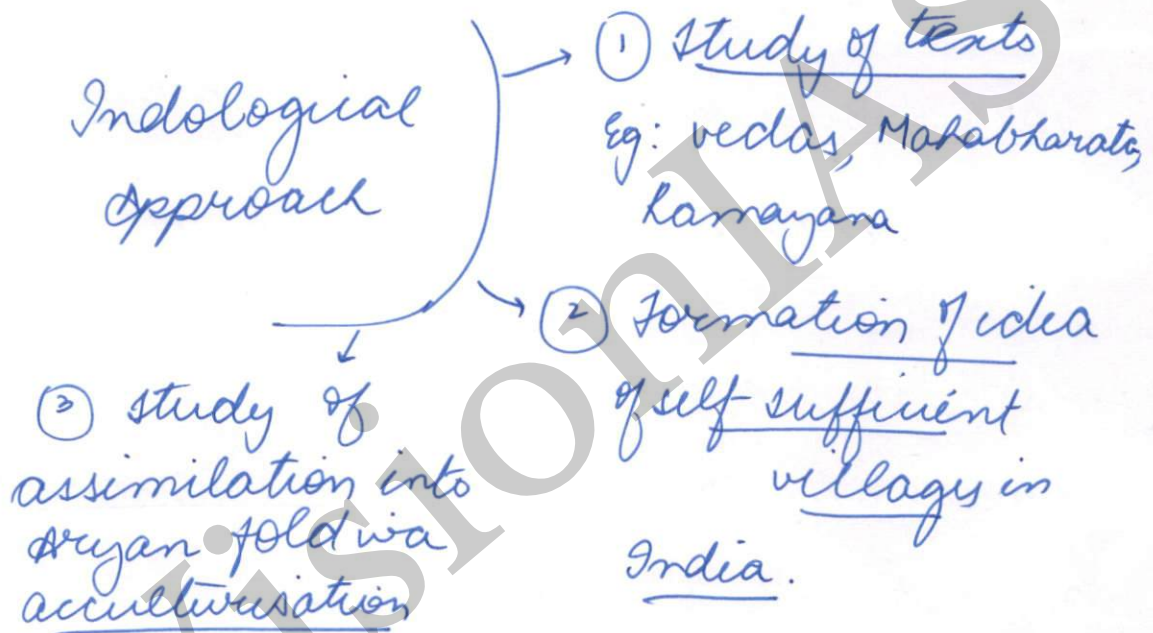 Indological
Approach
① Study of texts
Eg: vedas, Mahabharata,
Ramayana
② Formation of idea
of self-sufficient
villages in
India.
③ study of
assimilation into
Aryan fold via
acculturisation
VisionIAS